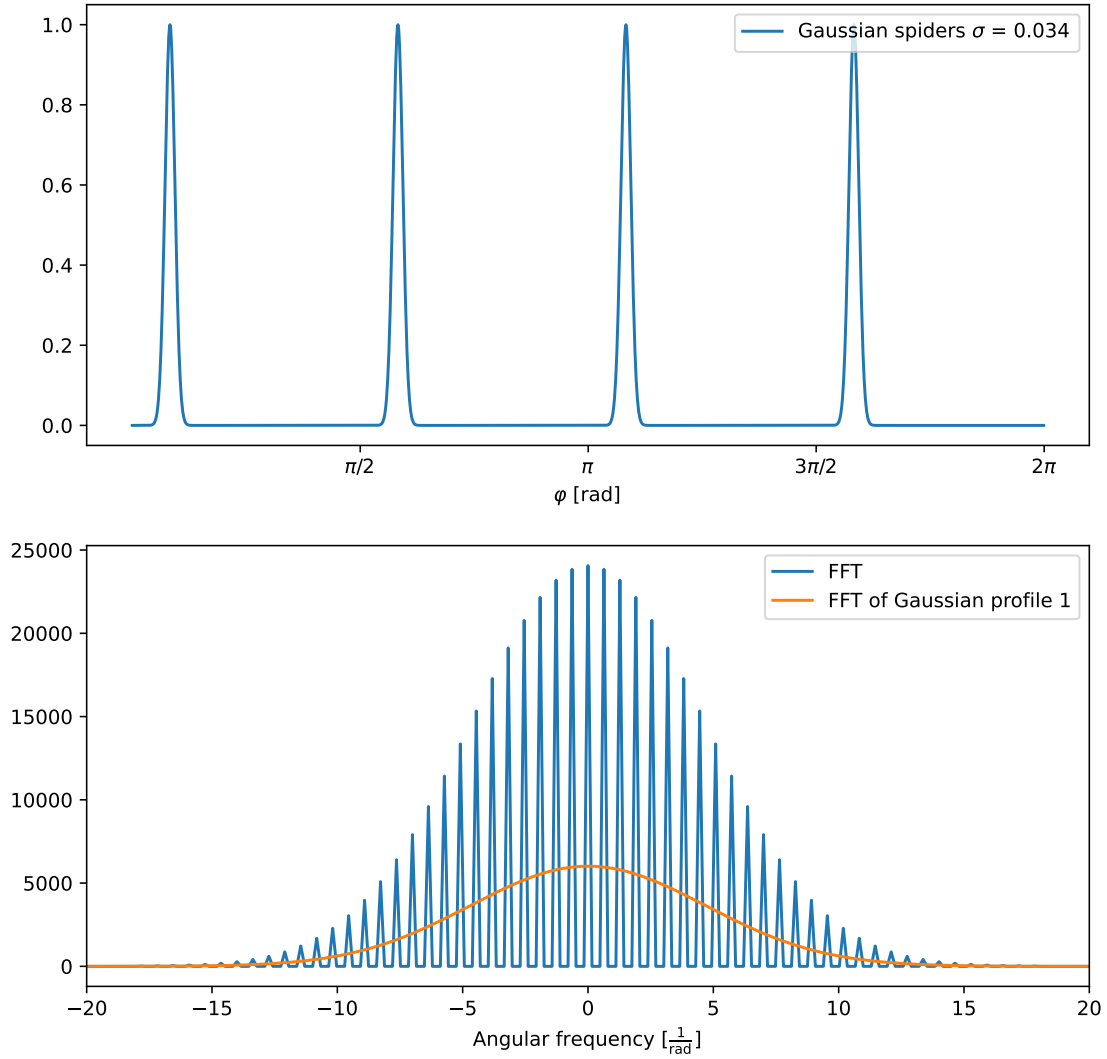 Gaussian spiders σ = 0.034
1.0
0.8
0.6
0.4
0.2
0.0
π/2 π 3π/2 2π
φ [rad]
25000
20000
15000
10000
5000
0
FFT
FFT of Gaussian profile 1
−20 −15 −10 −5 0 5 10 15 20
Angular frequency [1/rad]